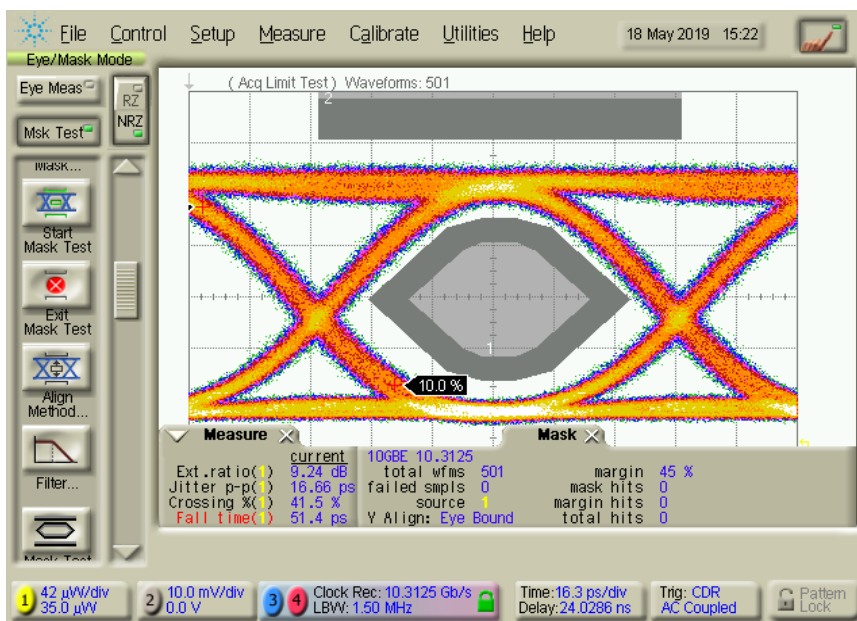 File Control Setup Measure Calibrate Utilities Help 18 May 2019 15:22
Eye/Mask Mode
Eye Meas
RZ
NRZ
Msk Test
Mask...
Start
Mask Test
Exit
Mask Test
Align
Method...
Filter...
Mask Test
( Acq Limit Test ) Waveforms: 501
2
1
10.0 %
Measure
current
Ext.ratio(1) 9.24 dB
Jitter p-p(1) 16.66 ps
Crossing %(1) 41.5 %
Fall time(1) 51.4 ps
Mask
10GBE 10.3125
total wfms 501 margin 45 %
failed smpls 0 mask hits 0
source 1 margin hits 0
Y Align: Eye Bound total hits 0
1 42 µW/div
35.0 µW
2 10.0 mV/div
0.0 V
3 4 Clock Rec: 10.3125 Gb/s
LBW: 1.50 MHz
Time:16.3 ps/div
Delay:24.0286 ns
Trig: CDR
AC Coupled
Pattern
Lock